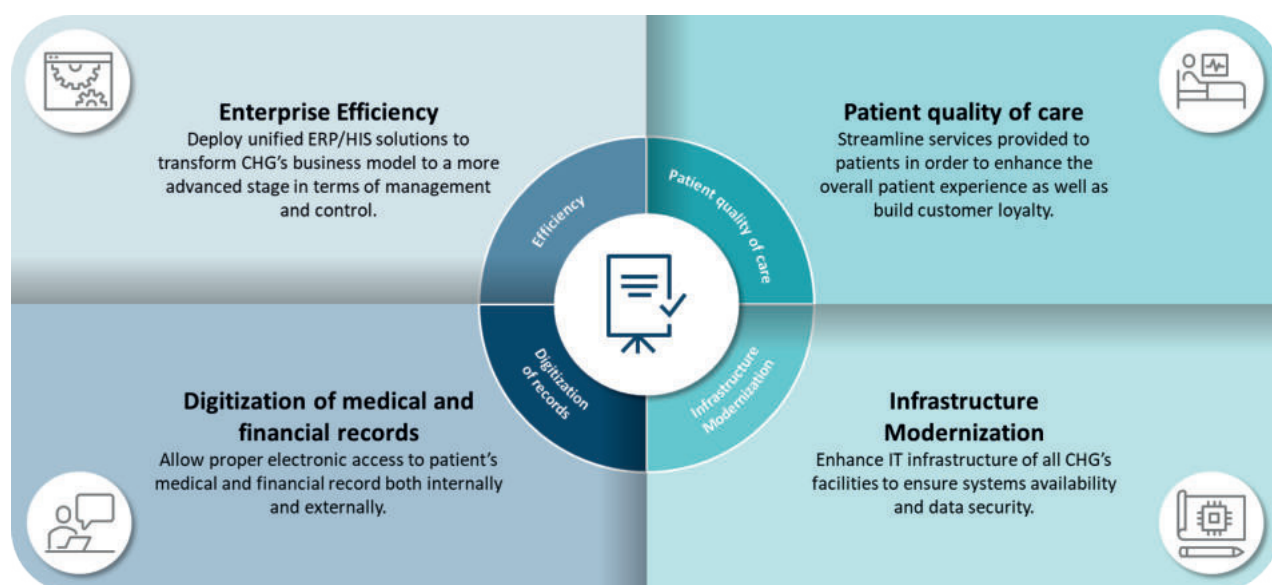 Enterprise Efficiency
Deploy unified ERP/HIS solutions to
transform CHG’s business model to a more
advanced stage in terms of management
and control.
Patient quality of care
Streamline services provided to
patients in order to enhance the
overall patient experience as well as
build customer loyalty.
Efficiency
Patient quality of care
Digitization
of records
Infrastructure
Modernization
Digitization of medical and
financial records
Allow proper electronic access to patient’s
medical and financial record both internally
and externally.
Infrastructure
Modernization
Enhance IT infrastructure of all CHG’s
facilities to ensure systems availability
and data security.